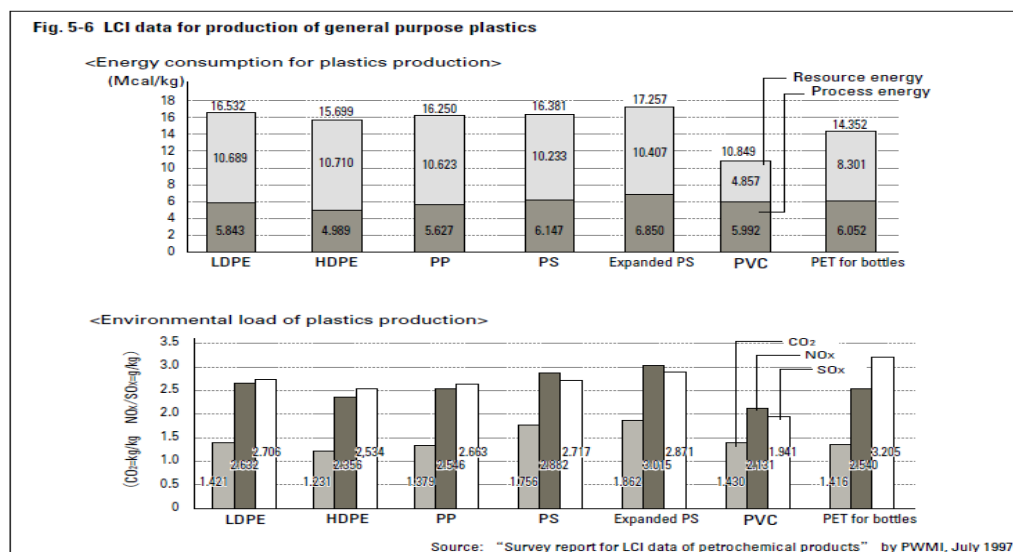 Fig. 5-6 LCI data for production of general purpose plastics
<Energy consumption for plastics production>
(Mcal/kg)
Resource energy
Process energy
18
16
14
12
10
8
6
4
2
0
16.532 15.699 16.250 16.381 17.257 10.849 14.352
10.689 10.710 10.623 10.233 10.407 4.857 8.301
5.843 4.989 5.627 6.147 6.850 5.992 6.052
LDPE HDPE PP PS Expanded PS PVC PET for bottles
<Environmental load of plastics production>
(CO₂=kg/kg NOx/SOx=g/kg)
CO₂
NOx
SOx
3.5
3.0
2.5
2.0
1.5
1.0
0.5
0
2.706 2,534 2.663 2.717 2.871 1.941 3.205
2.632 2.356 2.546 2.882 3.015 2.131 2.540
1.421 1.231 1.379 1.756 1.862 1.430 1.416
LDPE HDPE PP PS Expanded PS PVC PET for bottles
Source: “Survey report for LCI data of petrochemical products” by PWMI, July 1997